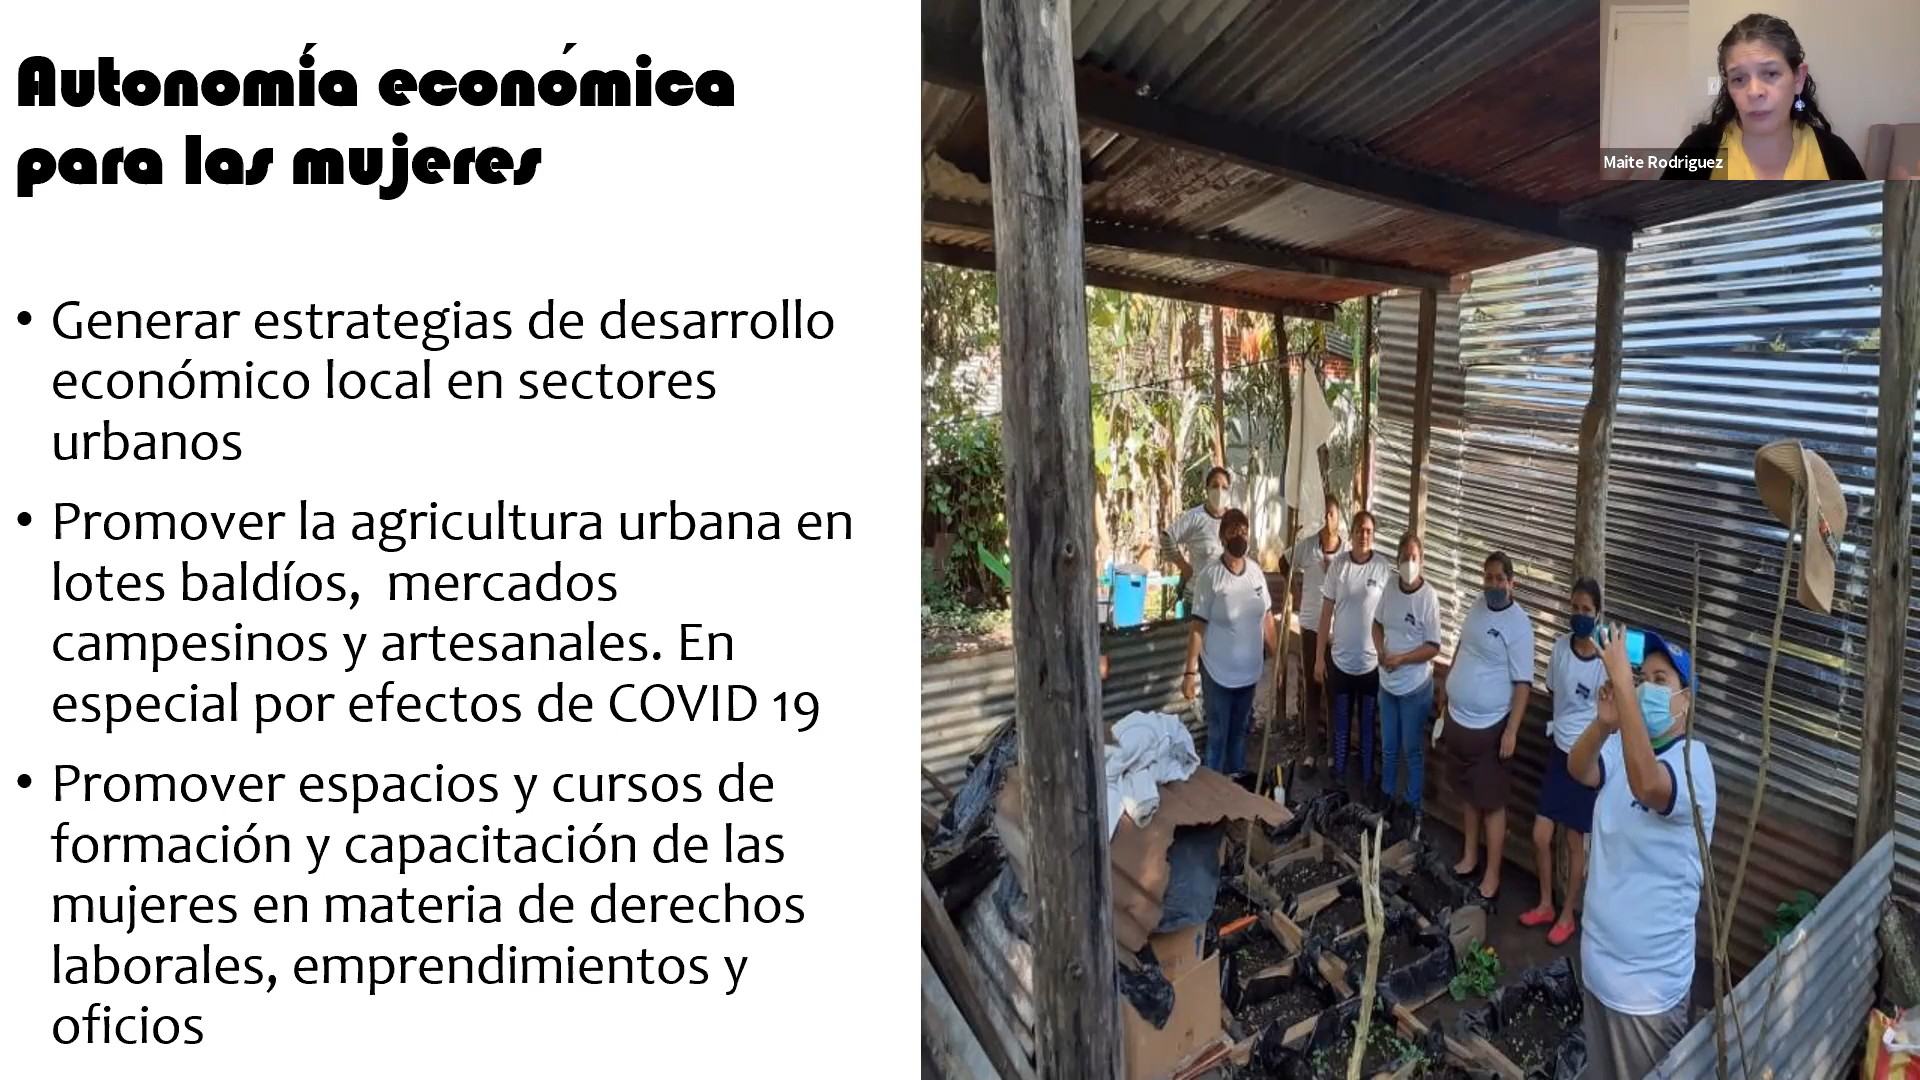 Autonomía económica
para las mujeres
• Generar estrategias de desarrollo
económico local en sectores
urbanos
• Promover la agricultura urbana en
lotes baldíos,  mercados
campesinos y artesanales. En
especial por efectos de COVID 19
• Promover espacios y cursos de
formación y capacitación de las
mujeres en materia de derechos
laborales, emprendimientos y
oficios
Maite Rodriguez